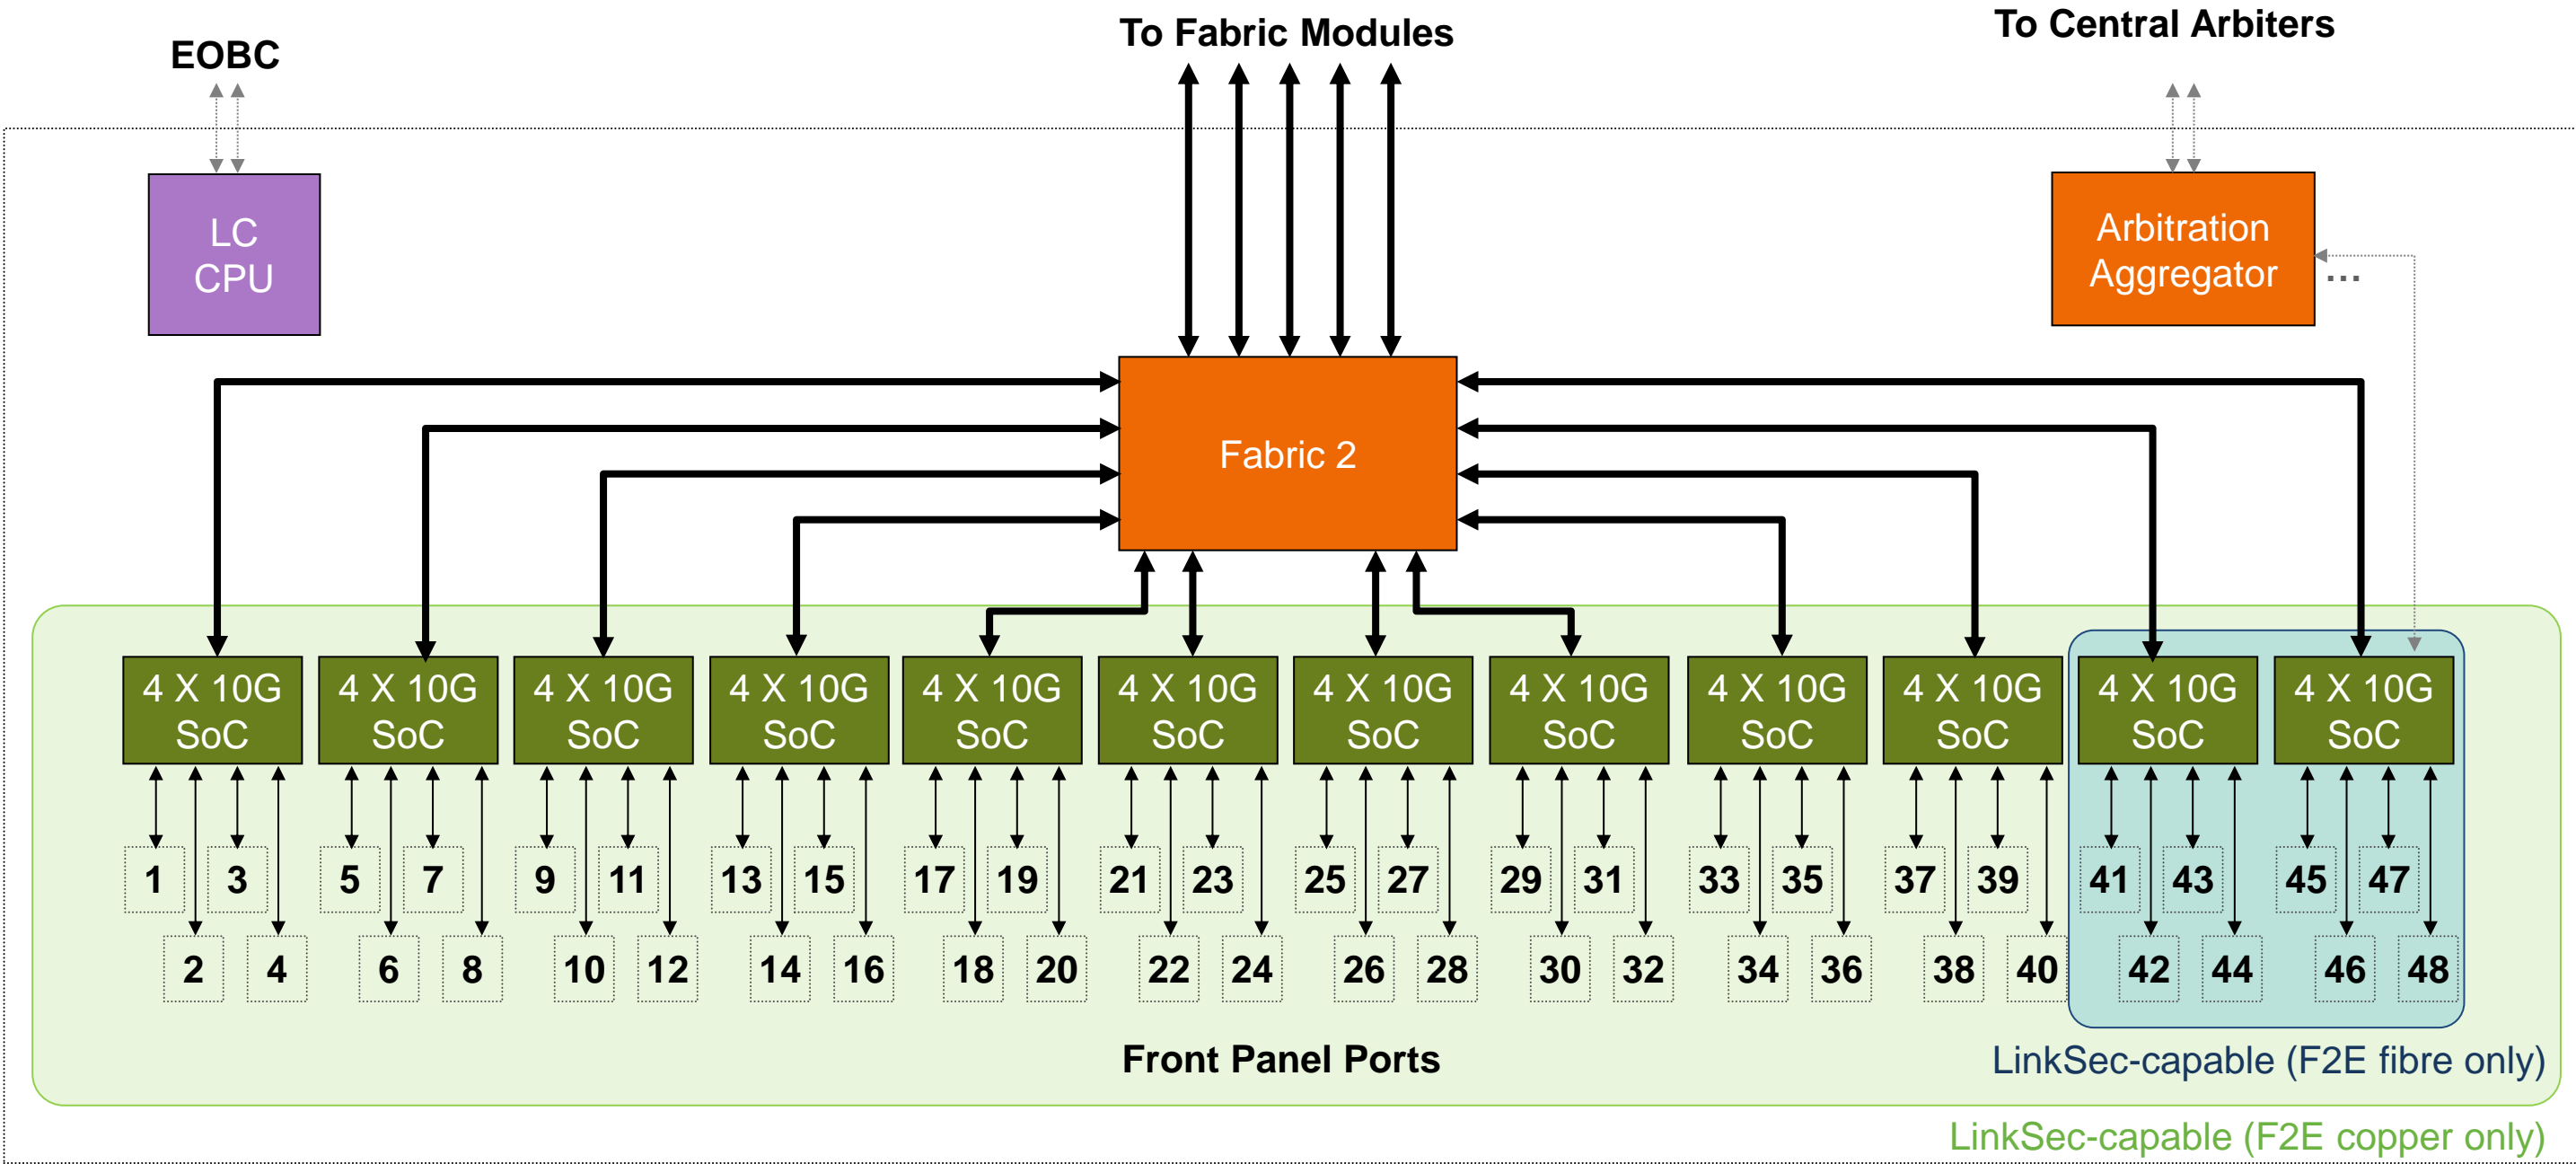 EOBC
To Fabric Modules
To Central Arbiters
LC
CPU
Arbitration
Aggregator
...
Fabric 2
4 X 10G
SoC
4 X 10G
SoC
4 X 10G
SoC
4 X 10G
SoC
4 X 10G
SoC
4 X 10G
SoC
4 X 10G
SoC
4 X 10G
SoC
4 X 10G
SoC
4 X 10G
SoC
4 X 10G
SoC
4 X 10G
SoC
1 3 5 7 9 11 13 15 17 19 21 23 25 27 29 31 33 35 37 39 41 43 45 47
2 4 6 8 10 12 14 16 18 20 22 24 26 28 30 32 34 36 38 40 42 44 46 48
Front Panel Ports
LinkSec-capable (F2E fibre only)
LinkSec-capable (F2E copper only)